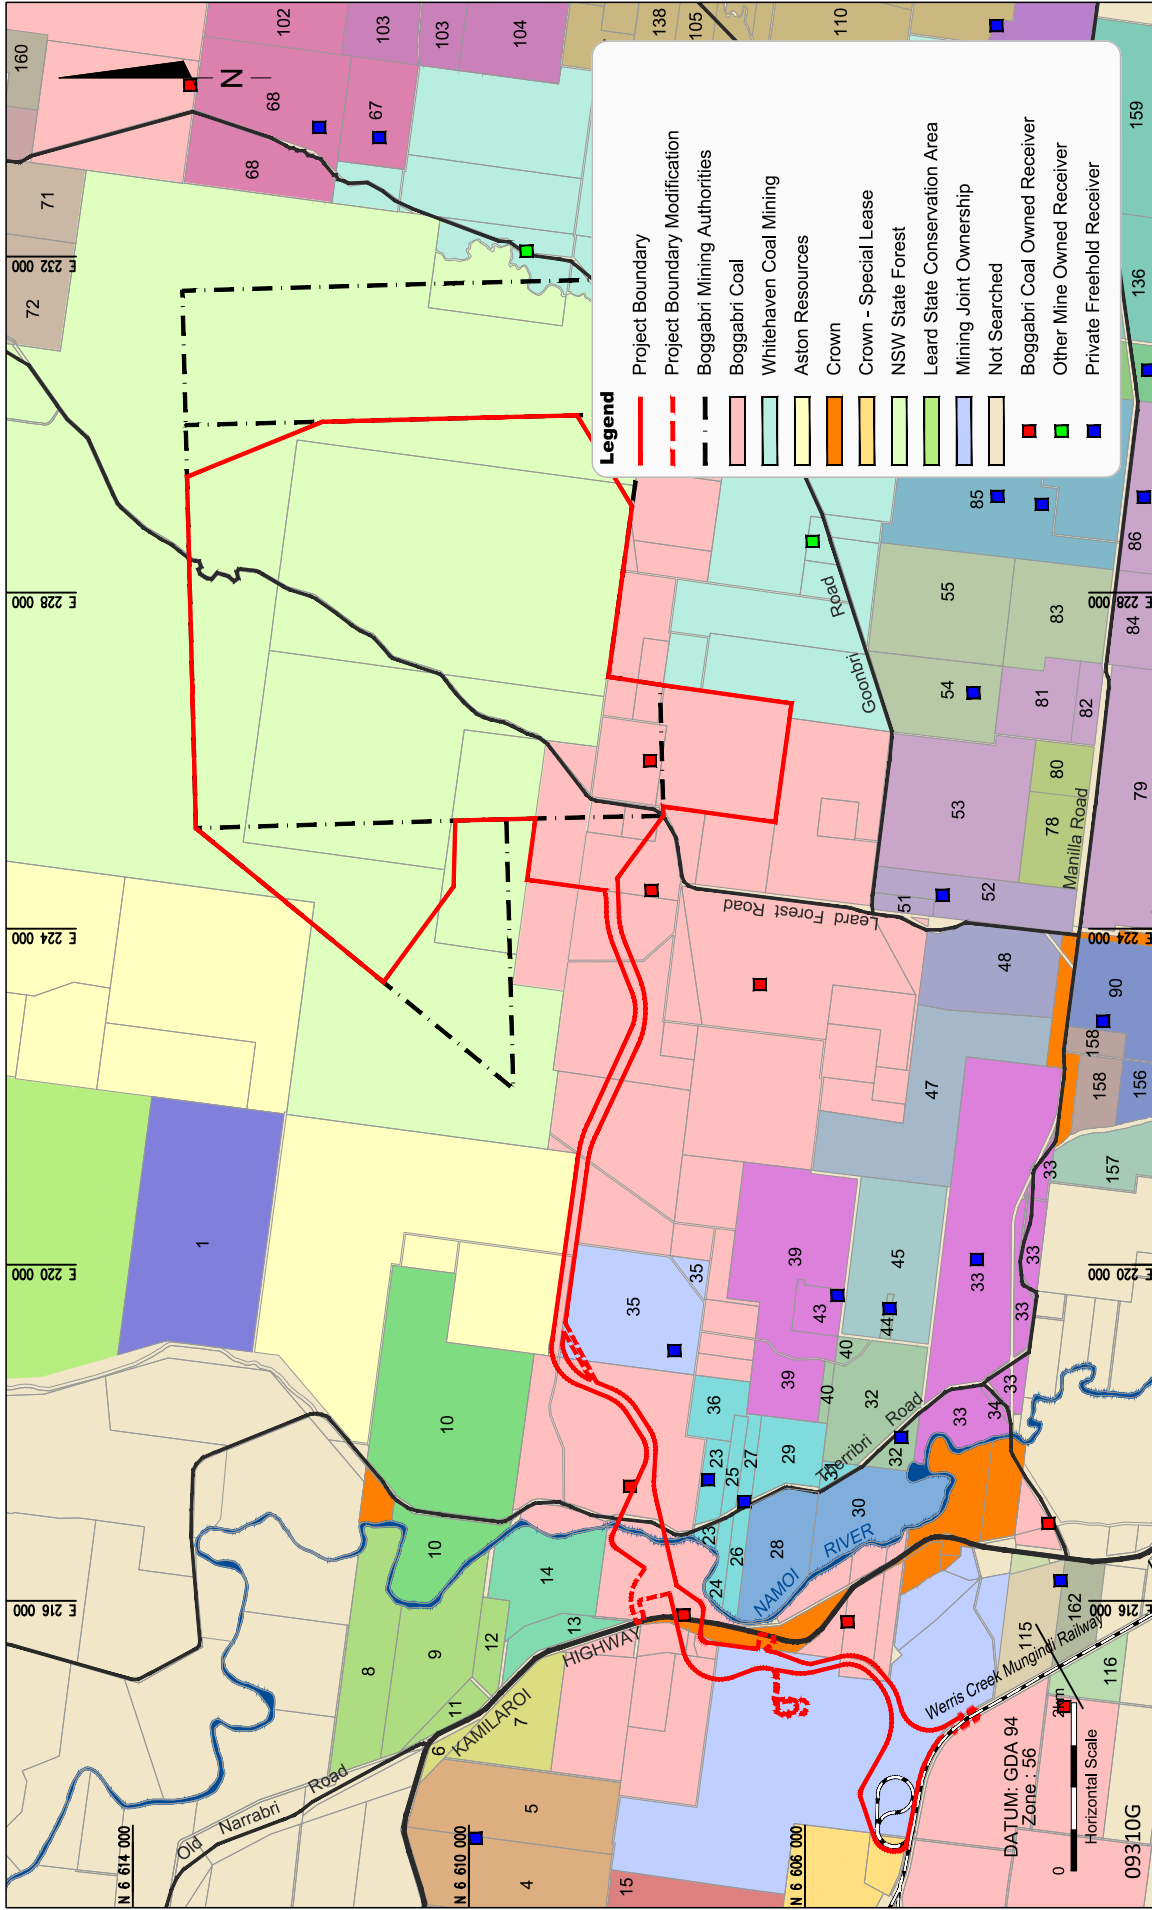 Legend
Project Boundary
Project Boundary Modification
Boggabri Mining Authorities
Boggabri Coal
Whitehaven Coal Mining
Aston Resources
Crown
Crown - Special Lease
NSW State Forest
Leard State Conservation Area
Mining Joint Ownership
Not Searched
Boggabri Coal Owned Receiver
Other Mine Owned Receiver
Private Freehold Receiver
N
N 6 614 000
N 6 610 000
N 6 606 000
E 216 000
E 220 000
E 224 000
E 228 000
E 232 000
E 216 000
E 220 000
E 224 000
E 228 000
Old Narrabri Road
KAMILAROI HIGHWAY
NAMOI RIVER
Therribri Road
Leard Forest Road
Goonbri Road
Manilla Road
Werris Creek Mungindi Railway
160
102
103
103
104
138
105
110
68
68
67
71
72
159
136
1
10
10
8
9
11
12
6
7
5
4
15
14
13
35
35
36
23
25
27
23
26
24
29
28
30
39
39
43
40
40
45
44
32
32
33
33
33
33
33
33
34
47
48
51
52
53
54
55
85
83
81
82
80
78
79
84
86
90
158
158
156
157
162
115
116
DATUM: GDA 94
Zone : 56
0
2km
Horizontal Scale
09310G